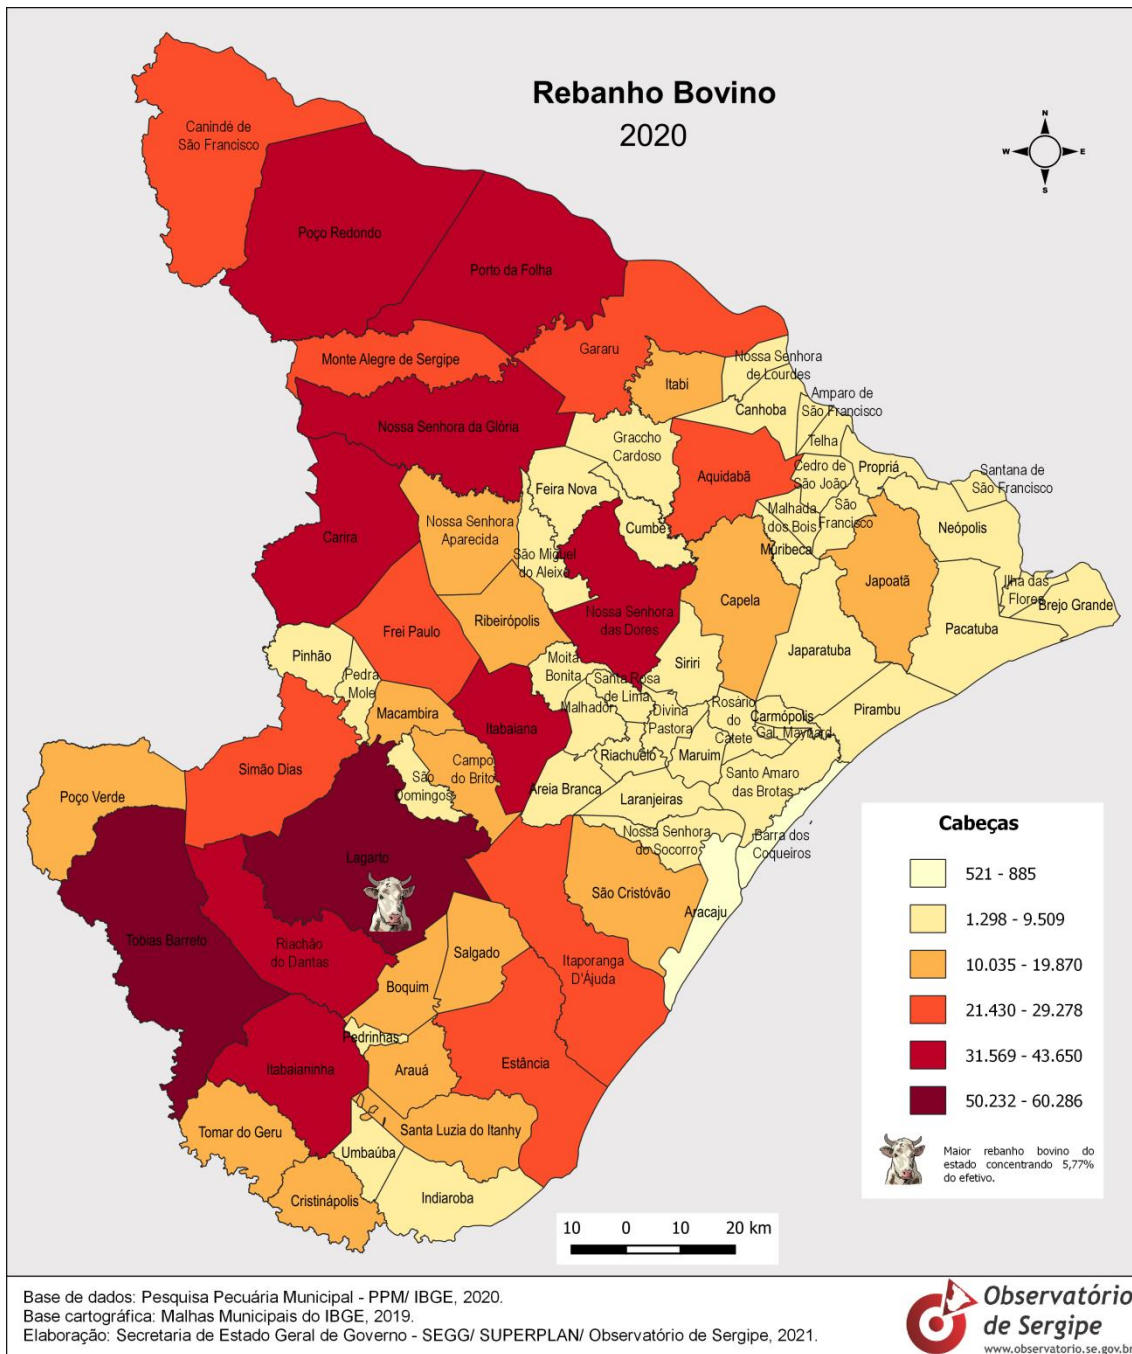 Rebanho Bovino
2020
N
W
E
S
Canindé de
São Francisco
Poço Redondo
Porto da Folha
Monte Alegre de Sergipe
Gararu
Itabi
Nossa Senhora
de Lourdes
Amparo de
São Francisco
Canhoba
Nossa Senhora da Glória
Graccho
Cardoso
Telha
Aquidabã
Cedro de
São João
Propriá
Santana de
São Francisco
Feira Nova
Malhada
dos Bois
São
Francisco
Neópolis
Carira
Nossa Senhora
Aparecida
Cumbe
Muribeca
São Miguel
do Aleixo
Japoatã
Ilha das
Flores
Brejo Grande
Capela
Nossa Senhora
das Dores
Ribeirópolis
Pacatuba
Frei Paulo
Japaratuba
Pinhão
Pedra
Mole
Moita
Bonita
Siriri
Santa Rosa
de Lima
Malhador
Divina
Pastora
Rosário
do
Catete
Carmópolis
Gal. Maynard
Pirambu
Macambira
Itabaiana
Riachuelo
Maruim
Simão Dias
São
Domingos
Campo
do Brito
Areia Branca
Laranjeiras
Santo Amaro
das Brotas
Poço Verde
Nossa Senhora
do Socorro
Barra dos
Coqueiros
Lagarto
São Cristóvão
Aracaju
Tobias Barreto
Riachão
do Dantas
Salgado
Itaporanga
D'Ájuda
Boquim
Pedrinhas
Estância
Itabaianinha
Arauá
Tomar do Geru
Santa Luzia do Itanhy
Umbaúba
Cristinápolis
Indiaroba
Cabeças
521 - 885
1.298 - 9.509
10.035 - 19.870
21.430 - 29.278
31.569 - 43.650
50.232 - 60.286
Maior rebanho bovino do
estado concentrando 5,77%
do efetivo.
10 0 10 20 km
Base de dados: Pesquisa Pecuária Municipal - PPM/ IBGE, 2020.
Base cartográfica: Malhas Municipais do IBGE, 2019.
Elaboração: Secretaria de Estado Geral de Governo - SEGG/ SUPERPLAN/ Observatório de Sergipe, 2021.
Observatório
de Sergipe
www.observatorio.se.gov.br